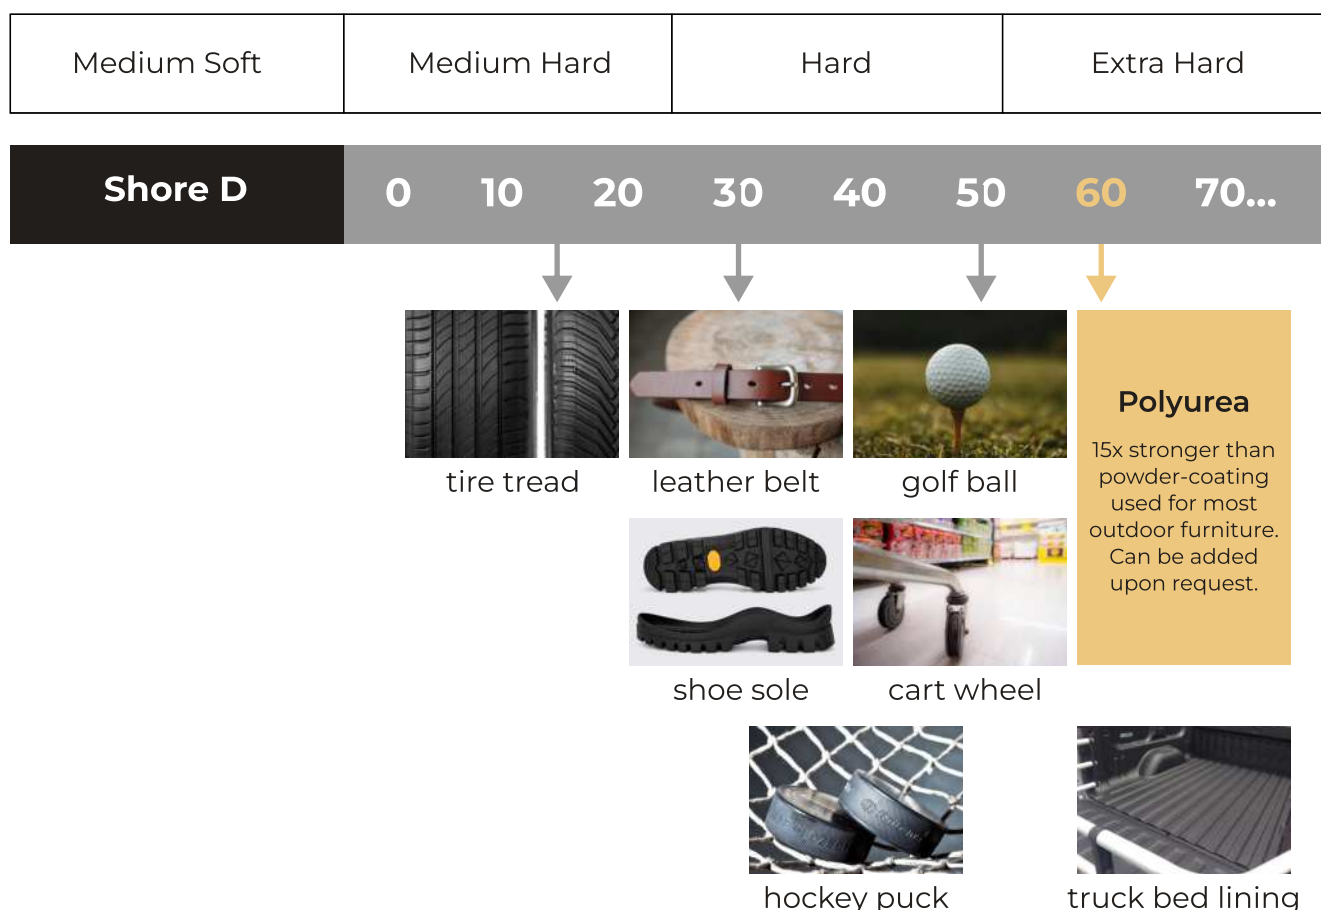 Medium Soft
Medium Hard
Hard
Extra Hard
Shore D
0 10 20 30 40 50 60 70...
tire tread
leather belt
golf ball
Polyurea
15x stronger than
powder-coating
used for most
outdoor furniture.
Can be added
upon request.
shoe sole
cart wheel
hockey puck
truck bed lining